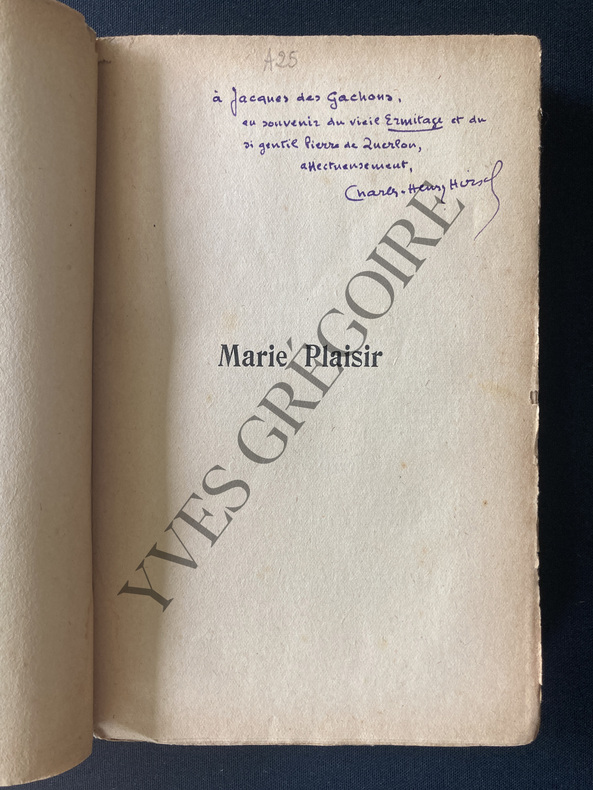 A25
à Jacques des Gachons,
en souvenir du vieil Ermitage et du
si gentil Pierre de Querlon,
affectueusement,
Charles-Henry Hirsch
Marie Plaisir
YVES GRÉGOIRE